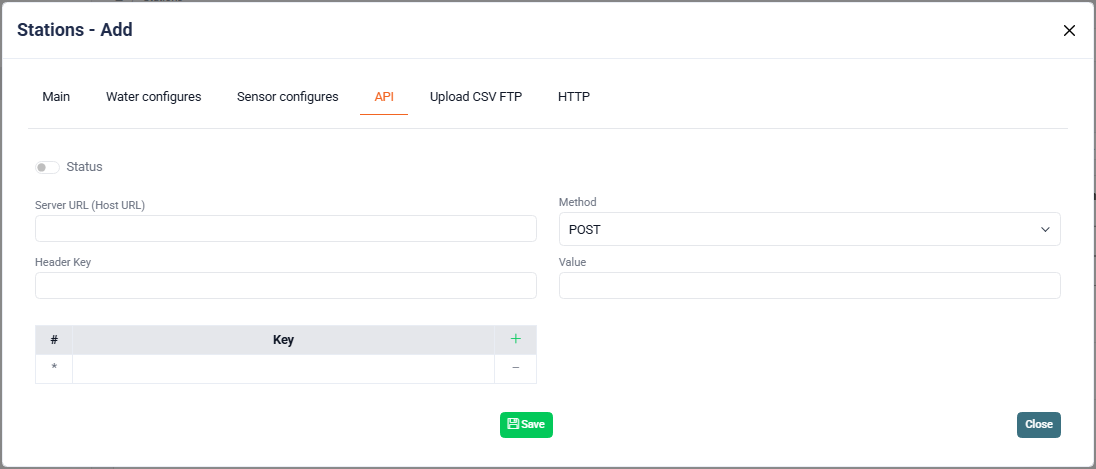 Stations - Add
Main Water configures Sensor configures API Upload CSV FTP HTTP
Status
Server URL (Host URL) Method
POST
Header Key Value
# Key +
* −
Save Close